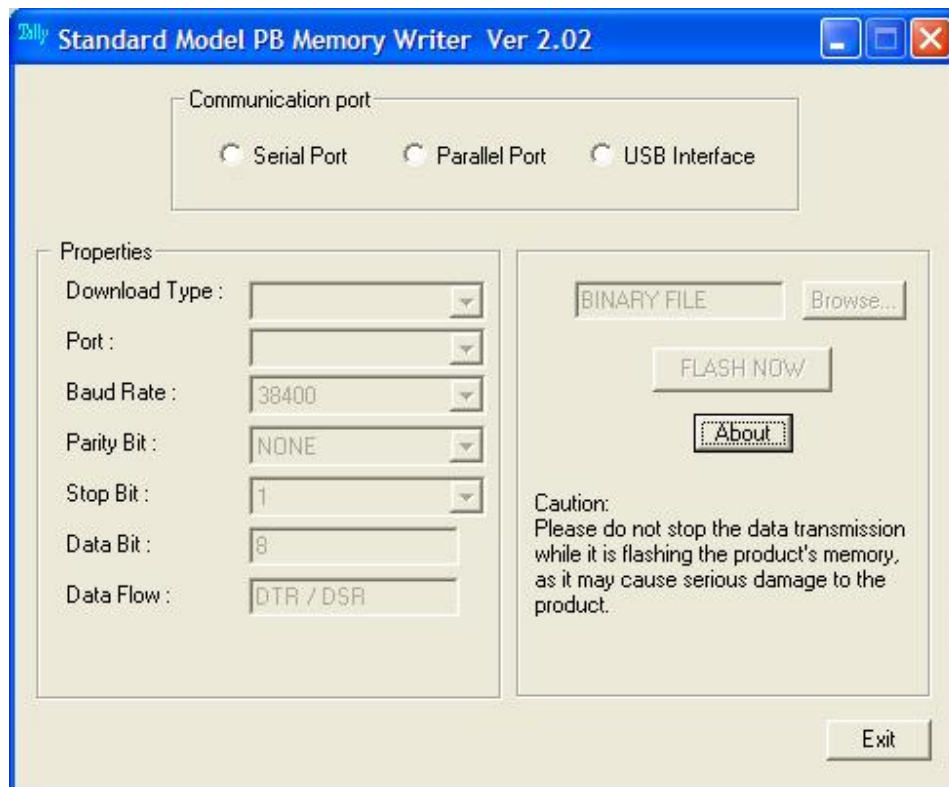 Tally Standard Model PB Memory Writer Ver 2.02
Communication port
Serial Port Parallel Port USB Interface
Properties
Download Type :
Port :
Baud Rate : 38400
Parity Bit : NONE
Stop Bit : 1
Data Bit : 8
Data Flow : DTR / DSR
BINARY FILE Browse...
FLASH NOW
About
Caution:
Please do not stop the data transmission
while it is flashing the product's memory,
as it may cause serious damage to the
product.
Exit